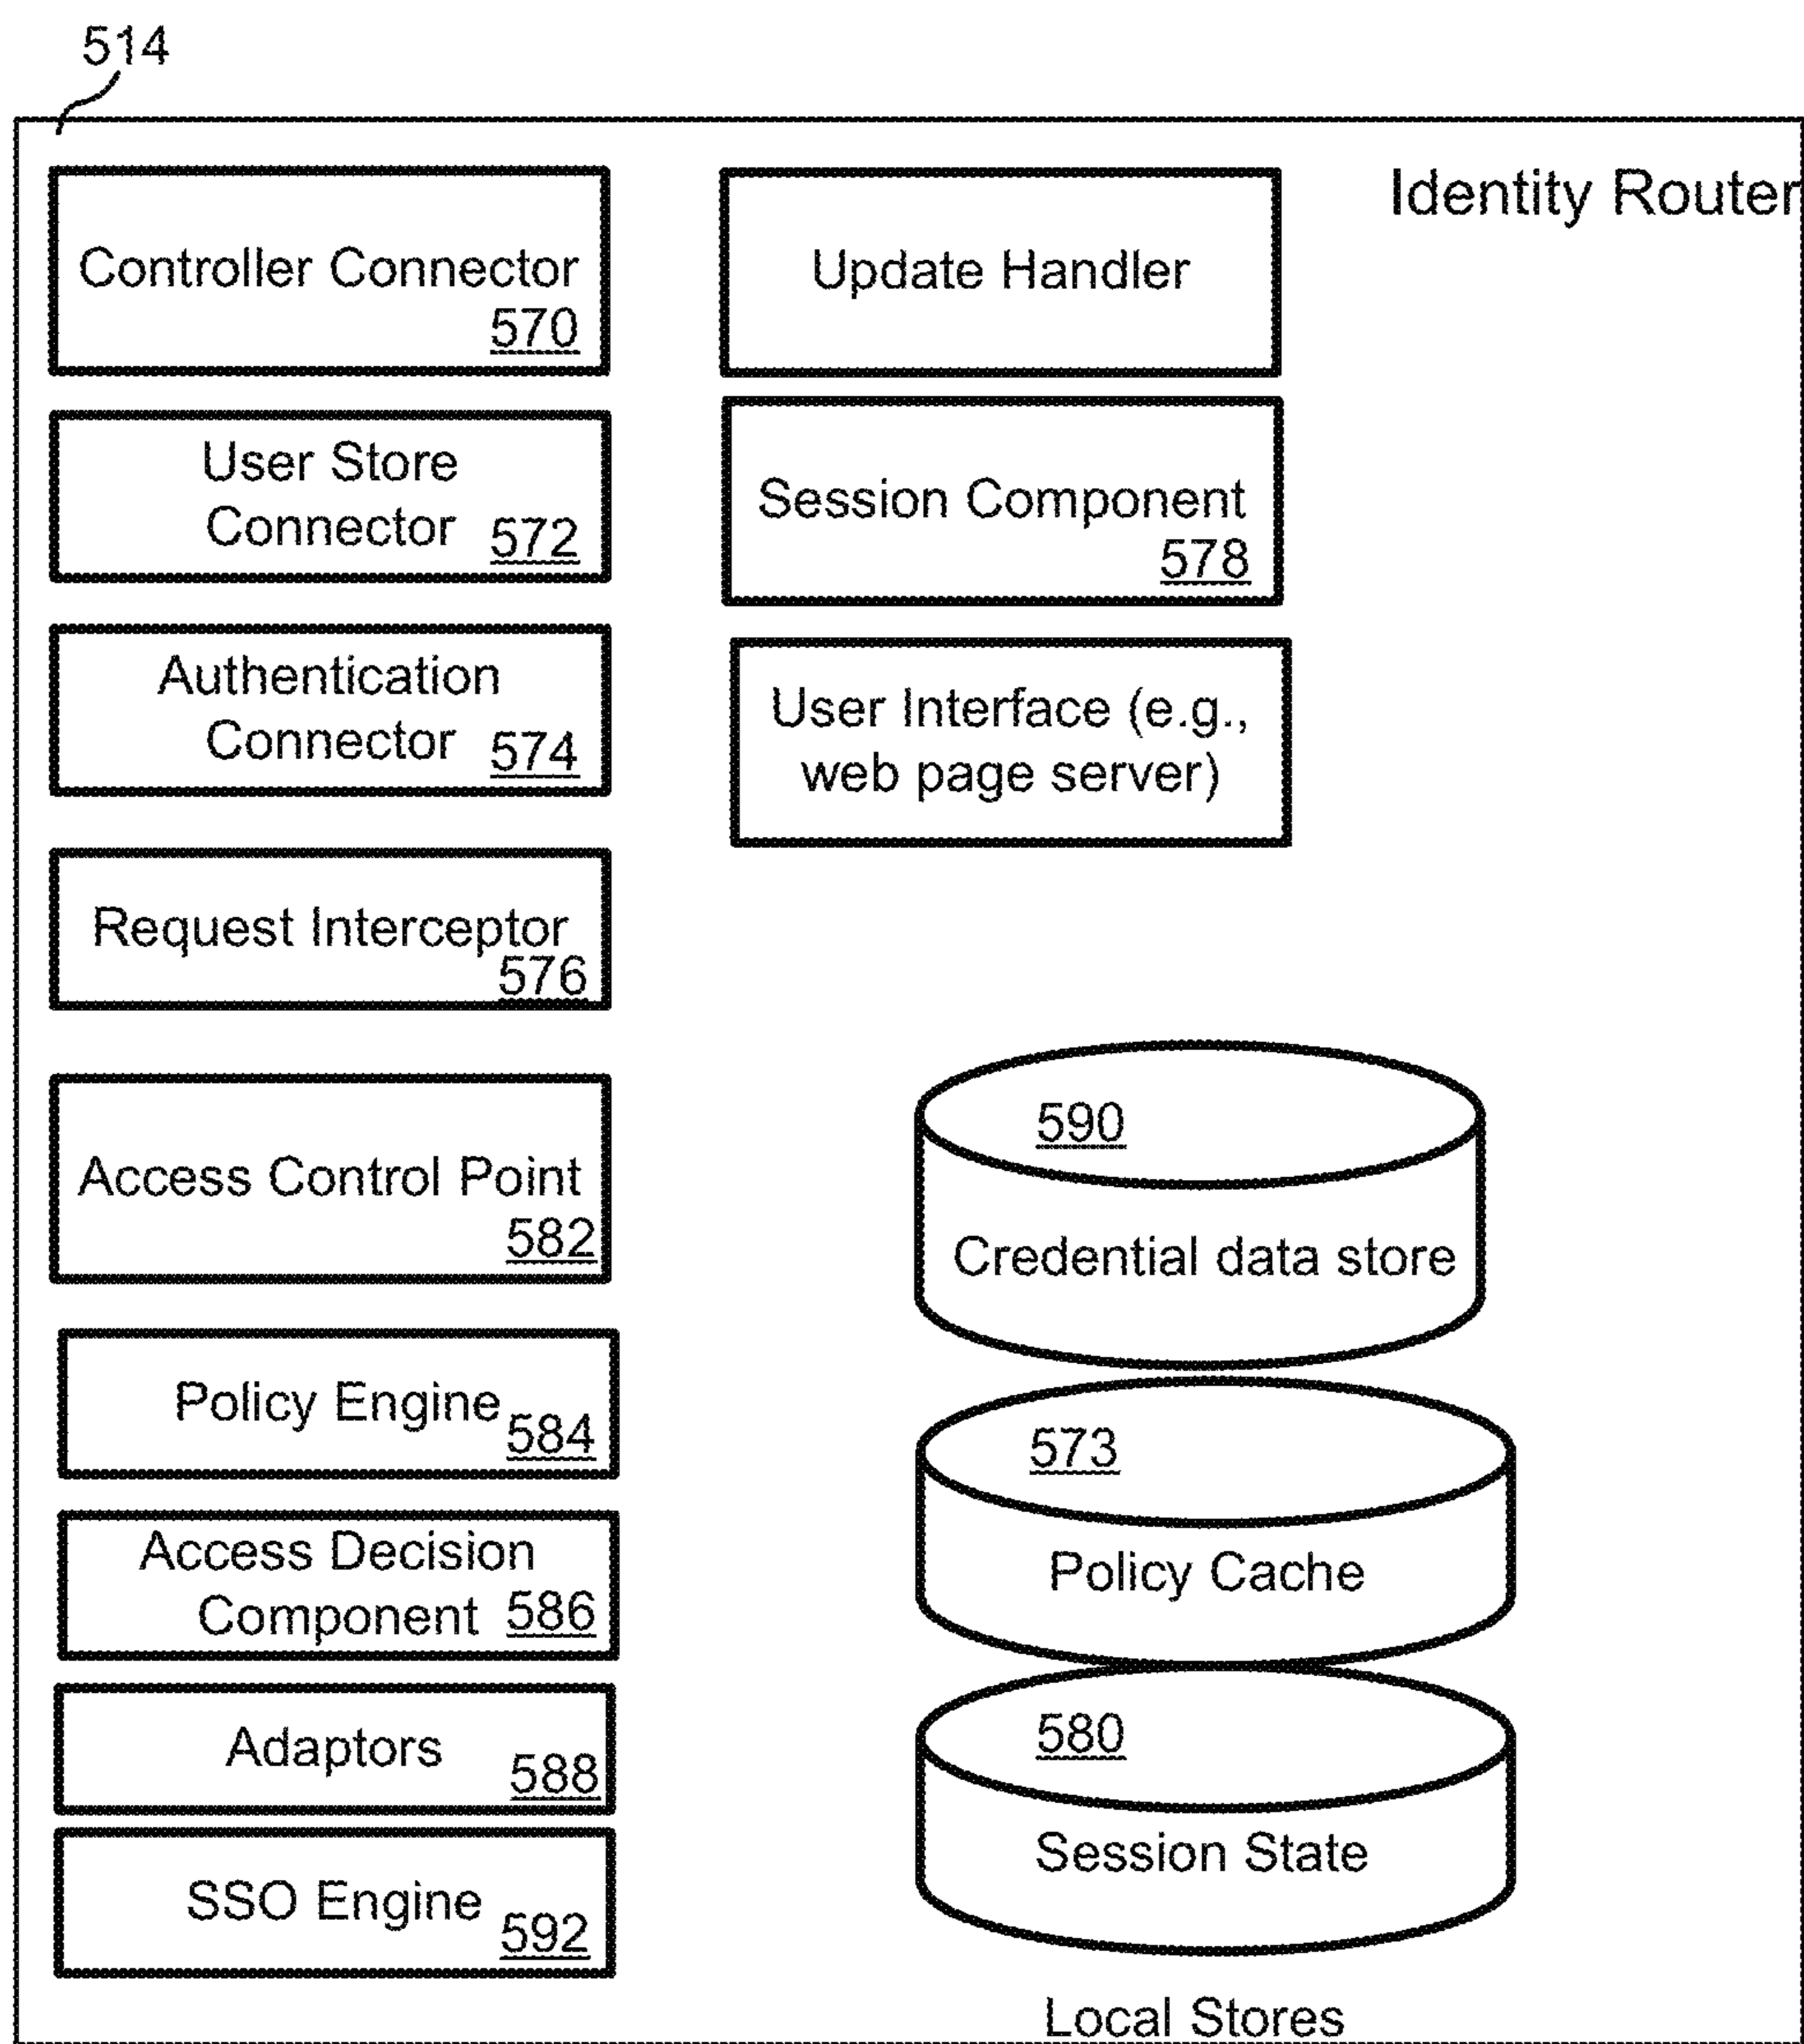 514
Identity Router
Controller Connector
570
User Store
Connector 572
Authentication
Connector 574
Request Interceptor
576
Access Control Point
582
Policy Engine 584
Access Decision
Component 586
Adaptors 588
SSO Engine 592
Update Handler
Session Component
578
User Interface (e.g.,
web page server)
590
Credential data store
573
Policy Cache
580
Session State
Local Stores